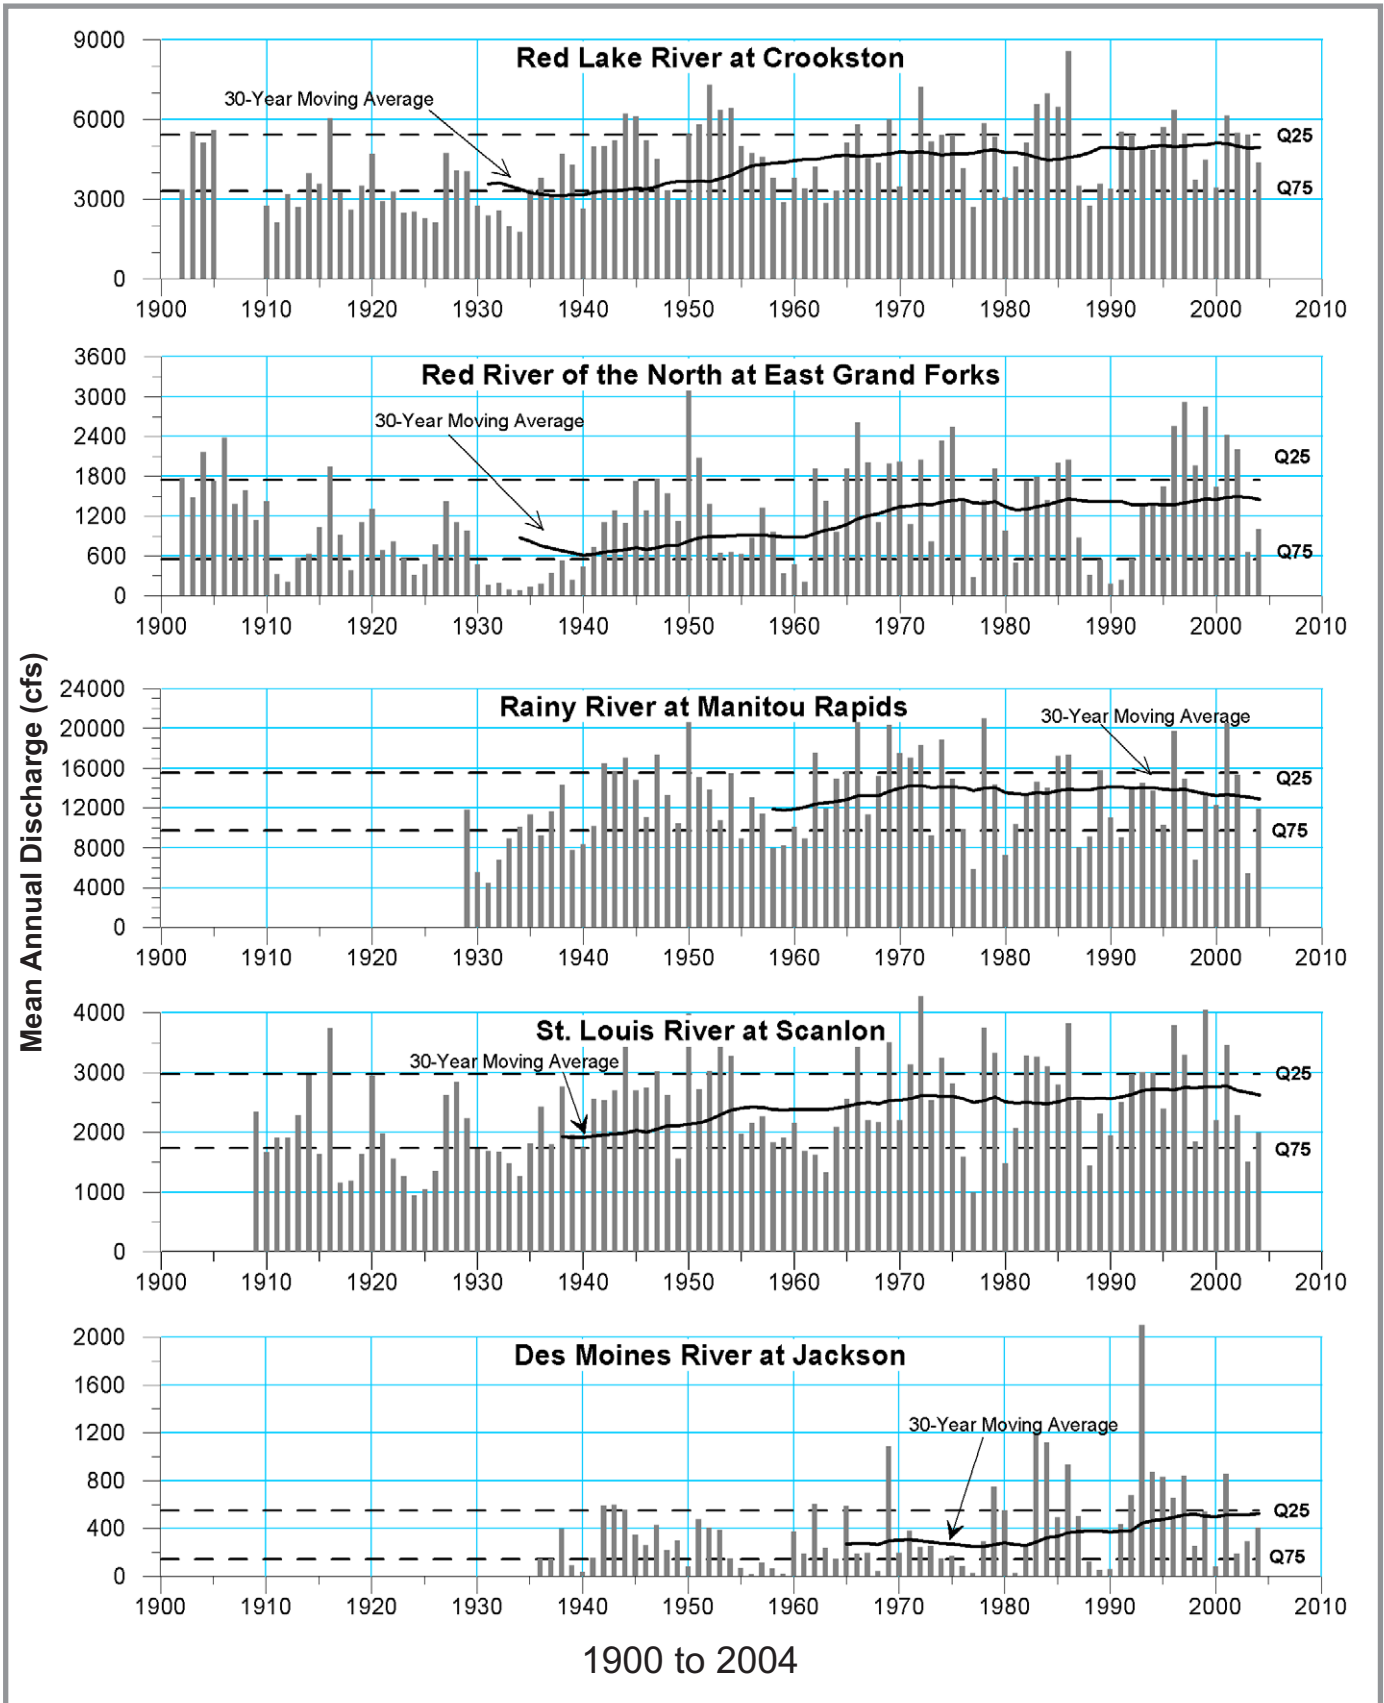 Mean Annual Discharge (cfs)
Red Lake River at Crookston
30-Year Moving Average
9000
6000
3000
0
Q25
Q75
1900 1910 1920 1930 1940 1950 1960 1970 1980 1990 2000 2010
Red River of the North at East Grand Forks
30-Year Moving Average
3600
3000
2400
1800
1200
600
0
Q25
Q75
1900 1910 1920 1930 1940 1950 1960 1970 1980 1990 2000 2010
Rainy River at Manitou Rapids
30-Year Moving Average
24000
20000
16000
12000
8000
4000
0
Q25
Q75
1900 1910 1920 1930 1940 1950 1960 1970 1980 1990 2000 2010
St. Louis River at Scanlon
30-Year Moving Average
4000
3000
2000
1000
0
Q25
Q75
1900 1910 1920 1930 1940 1950 1960 1970 1980 1990 2000 2010
Des Moines River at Jackson
30-Year Moving Average
2000
1600
1200
800
400
0
Q25
Q75
1900 1910 1920 1930 1940 1950 1960 1970 1980 1990 2000 2010
1900 to 2004